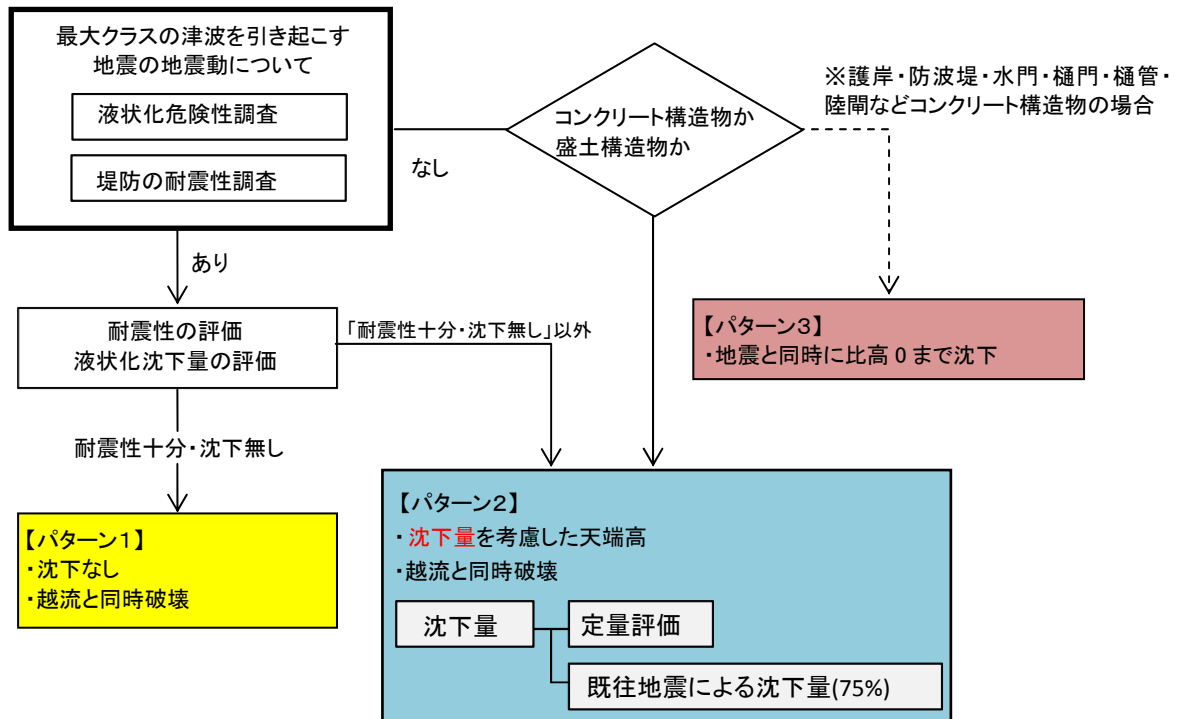 最大クラスの津波を引き起こす
地震の地震動について
液状化危険性調査
堤防の耐震性調査
なし
コンクリート構造物か
盛土構造物か
※護岸・防波堤・水門・樋門・樋管・
陸閘などコンクリート構造物の場合
あり
耐震性の評価
液状化沈下量の評価
「耐震性十分・沈下無し」以外
【パターン3】
・地震と同時に比高 0 まで沈下
耐震性十分・沈下無し
【パターン1】
・沈下なし
・越流と同時破壊
【パターン2】
・沈下量を考慮した天端高
・越流と同時破壊
沈下量
定量評価
既往地震による沈下量(75%)